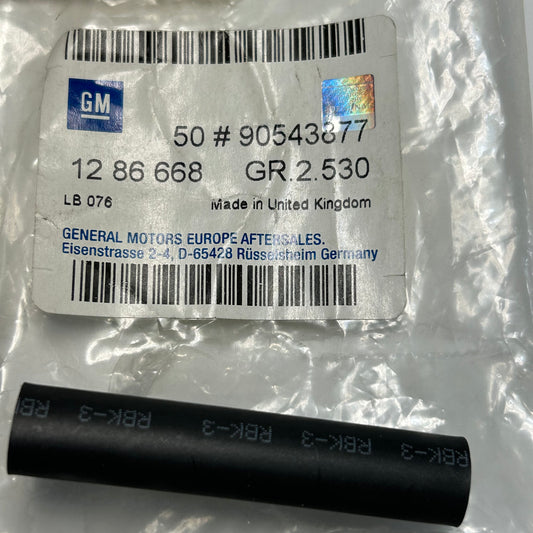 GM
50 # 90543877
12 86 668 GR.2.530
LB 076 Made in United Kingdom
GENERAL MOTORS EUROPE AFTERSALES.
Eisenstrasse 2-4, D-65428 Rüsselsheim Germany
RBK-3 RBK-3 RBK-3 RBK-3